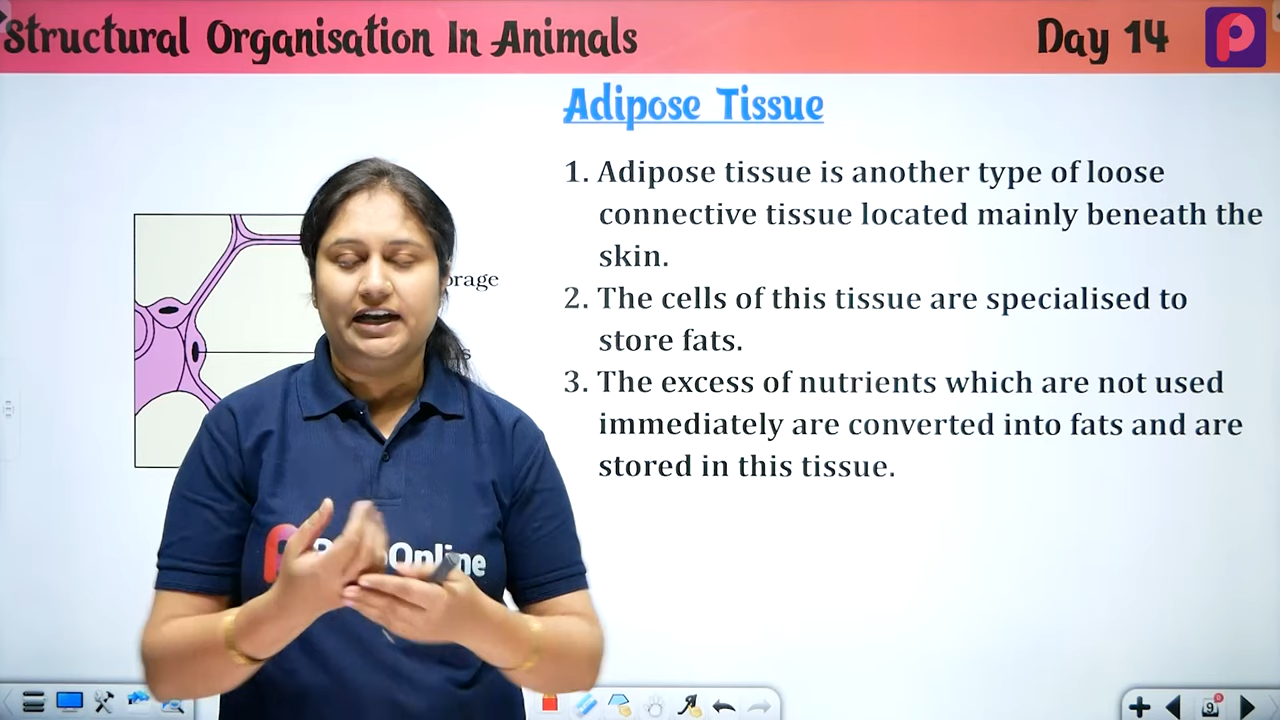 Structural Organisation In Animals
Day 14
Adipose Tissue
1. Adipose tissue is another type of loose
connective tissue located mainly beneath the
skin.
2. The cells of this tissue are specialised to
store fats.
3. The excess of nutrients which are not used
immediately are converted into fats and are
stored in this tissue.
9